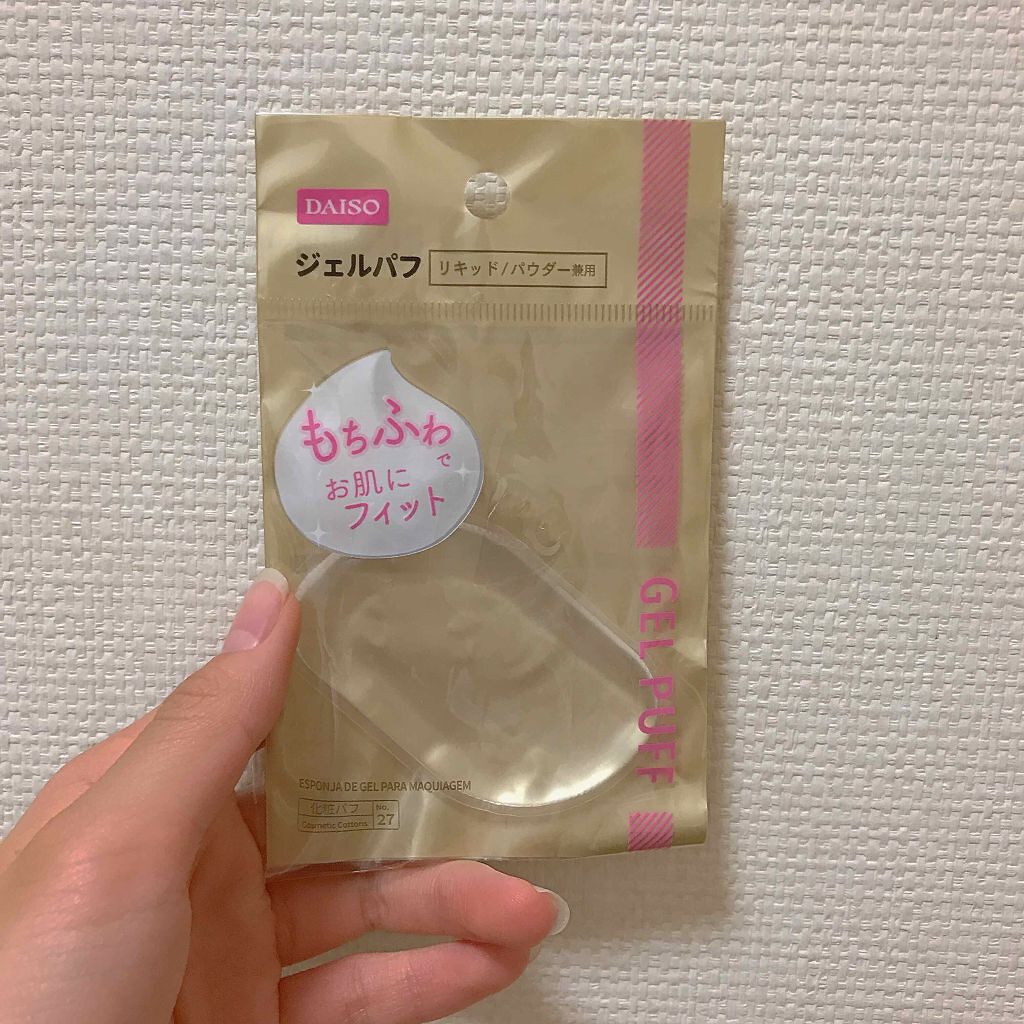 DAISO
ジェルパフ リキッド/パウダー兼用
もちふわで
お肌に
フィット
GEL PUFF
ESPONJA DE GEL PARA MAQUIAGEM
化粧パフ
Cosmetic Cottons
No.
27